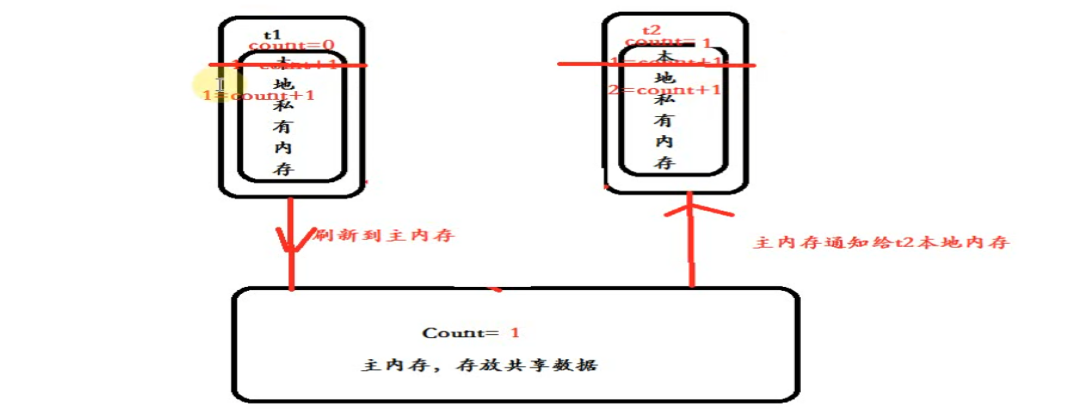 t1
count=0
1=count+1
1=count+1
本地私有内存
t2
count=1
1=count+1
2=count+1
本地私有内存
刷新到主内存
主内存通知给t2本地内存
Count= 1
主内存，存放共享数据